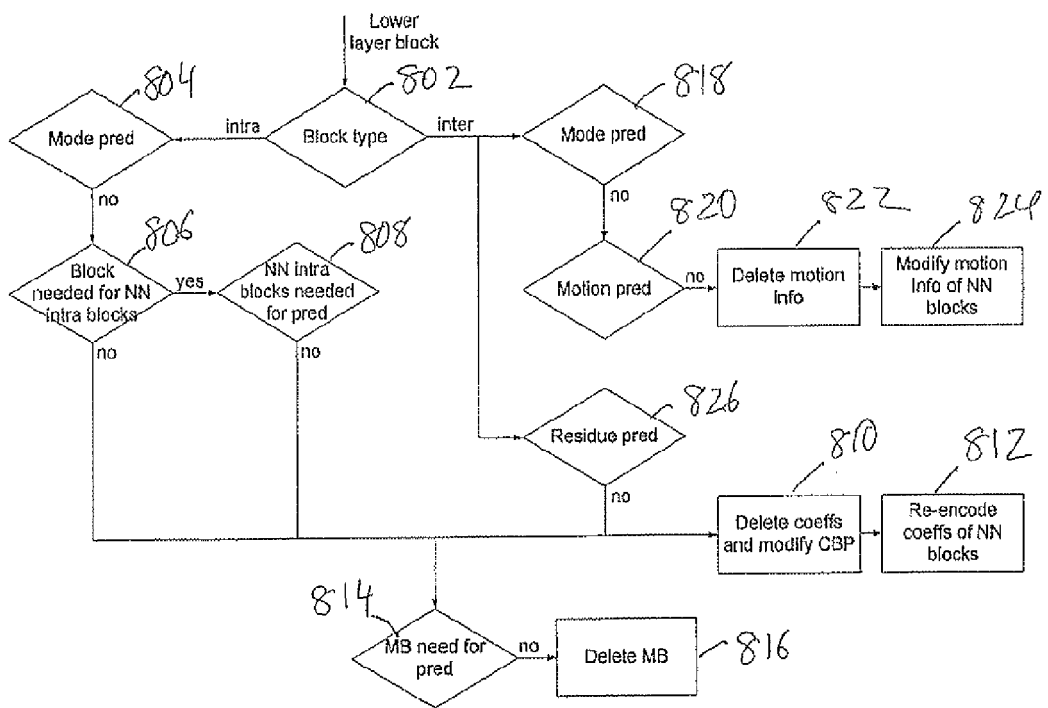 Lower
layer block
804
802
818
Mode pred
intra
Block type
inter
Mode pred
no
no
806
808
820
822
824
Block
needed for NN
intra blocks
yes
NN intra
blocks needed
for pred
Motion pred
no
Delete motion
Info
Modify motion
Info of NN
blocks
no
no
826
Residue pred
810
812
no
Delete coeffs
and modify CBP
Re-encode
coeffs of NN
blocks
814
MB need for
pred
no
Delete MB
816